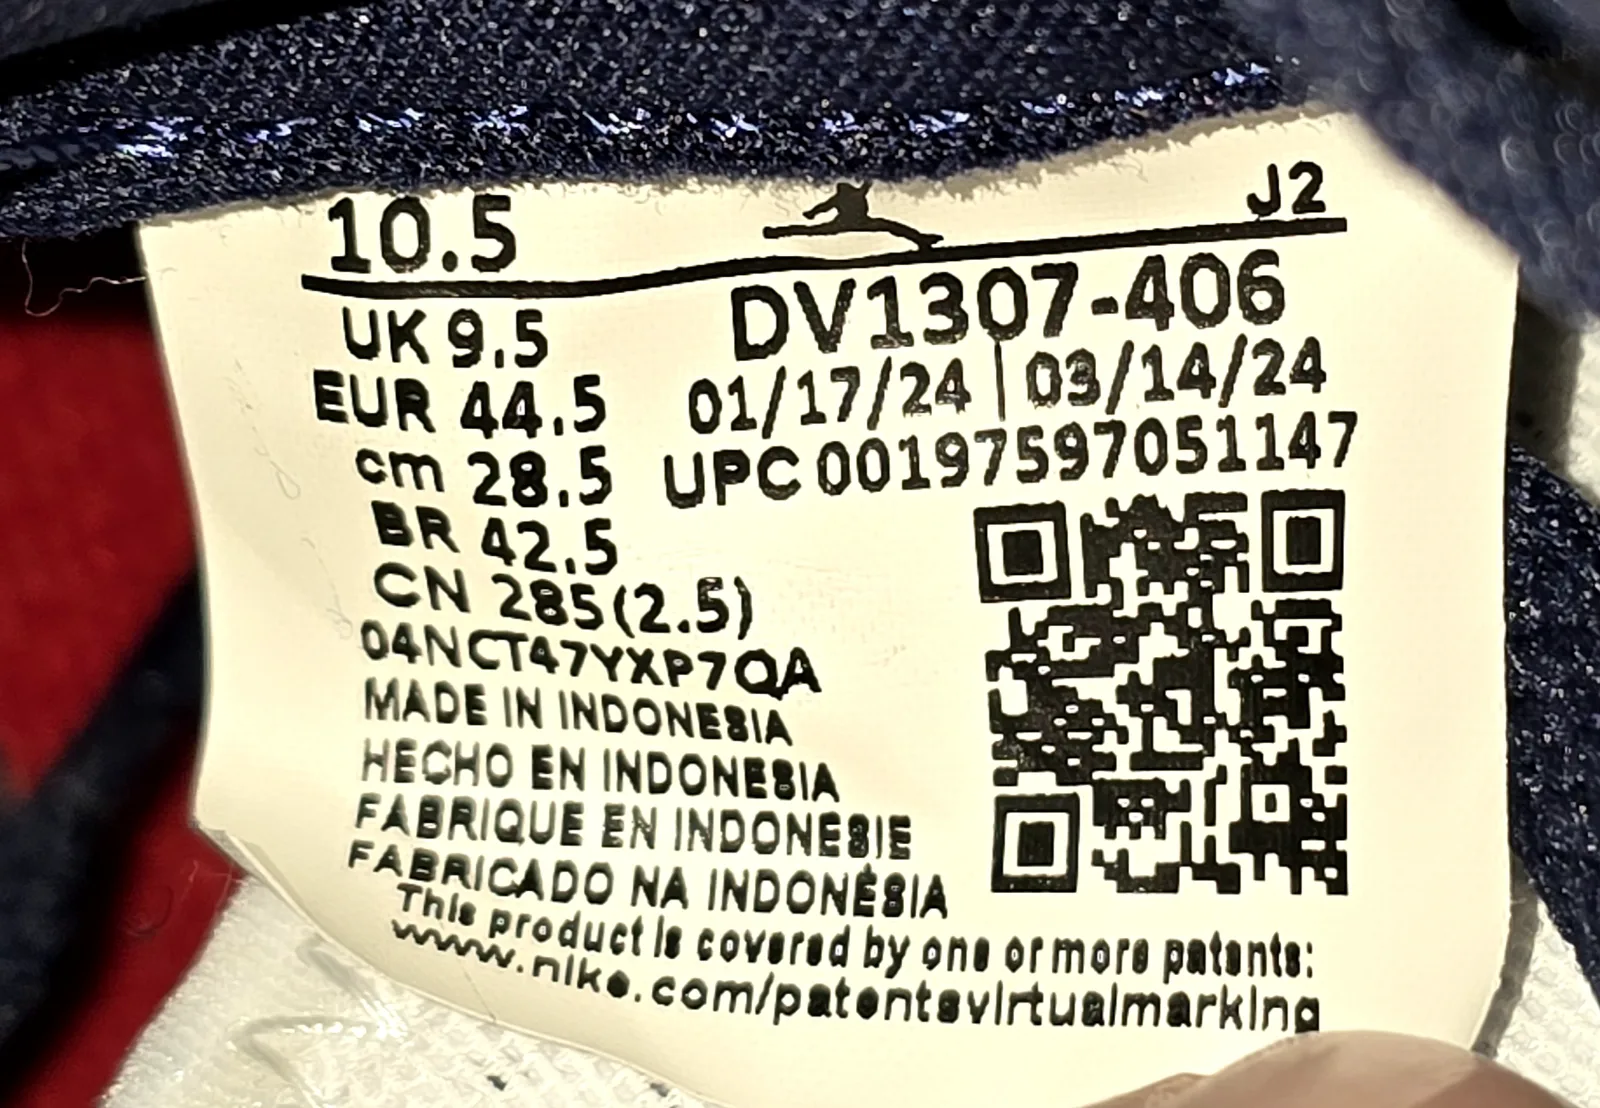 10.5
J2
UK 9.5
DV1307-406
EUR 44.5
01/17/24 | 03/14/24
cm 28.5
UPC 00197597051147
BR 42.5
CN 285(2.5)
04NCT47YXP7QA
MADE IN INDONESIA
HECHO EN INDONESIA
FABRIQUE EN INDONESIE
FABRICADO NA INDONÉSIA
This product is covered by one or more patents:
www.nike.com/patentsvirtualmarking